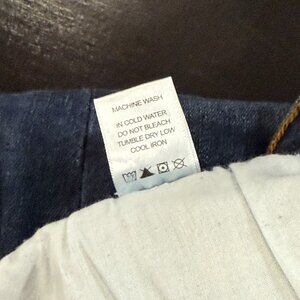 MACHINE WASH
IN COLD WATER
DO NOT BLEACH
TUMBLE DRY LOW
COOL IRON